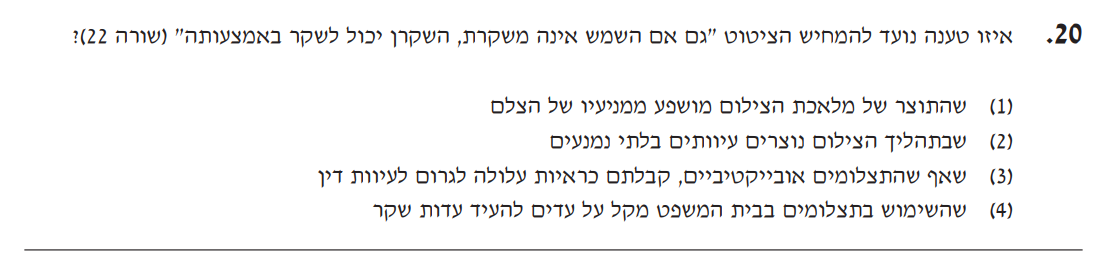 20. איזו טענה נועד להמחיש הציטוט "גם אם השמש אינה משקרת, השקרן יכול לשקר באמצעותה" (שורה 22)?
(1) שהתוצר של מלאכת הצילום מושפע ממניעיו של הצלם
(2) שבתהליך הצילום נוצרים עיוותים בלתי נמנעים
(3) שאף שהתצלומים אובייקטיביים, קבלתם כראיות עלולה לגרום לעיוות דין
(4) שהשימוש בתצלומים בבית המשפט מקל על עדים להעיד עדות שקר